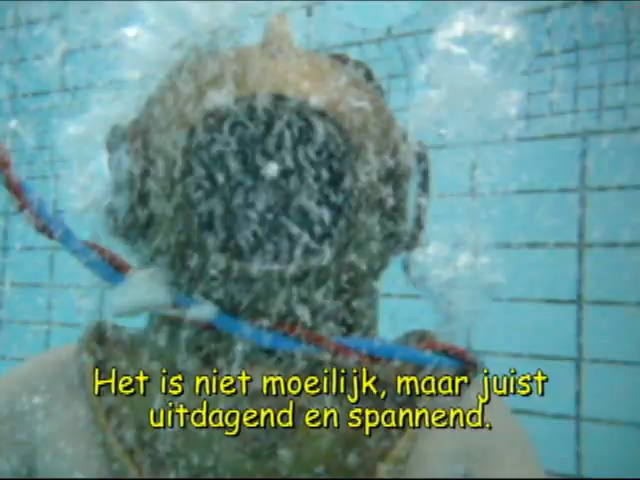 Het is niet moeilijk, maar juist
uitdagend en spannend.